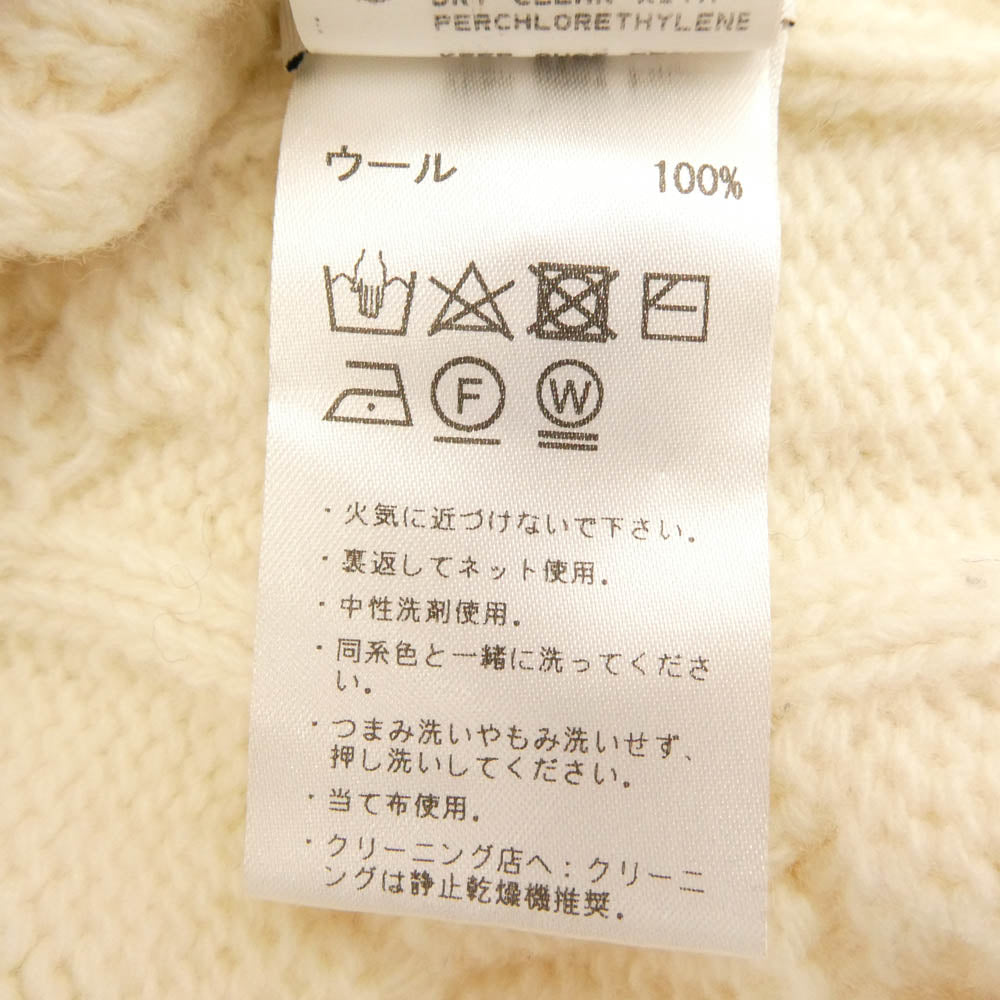 PERCHLORETHYLENE
ウール 100%
F W
・火気に近づけないで下さい。
・裏返してネット使用。
・中性洗剤使用。
・同系色と一緒に洗ってくださ
い。
・つまみ洗いやもみ洗いせず、
押し洗いしてください。
・当て布使用。
・クリーニング店へ：クリーニ
ングは静止乾燥機推奨。